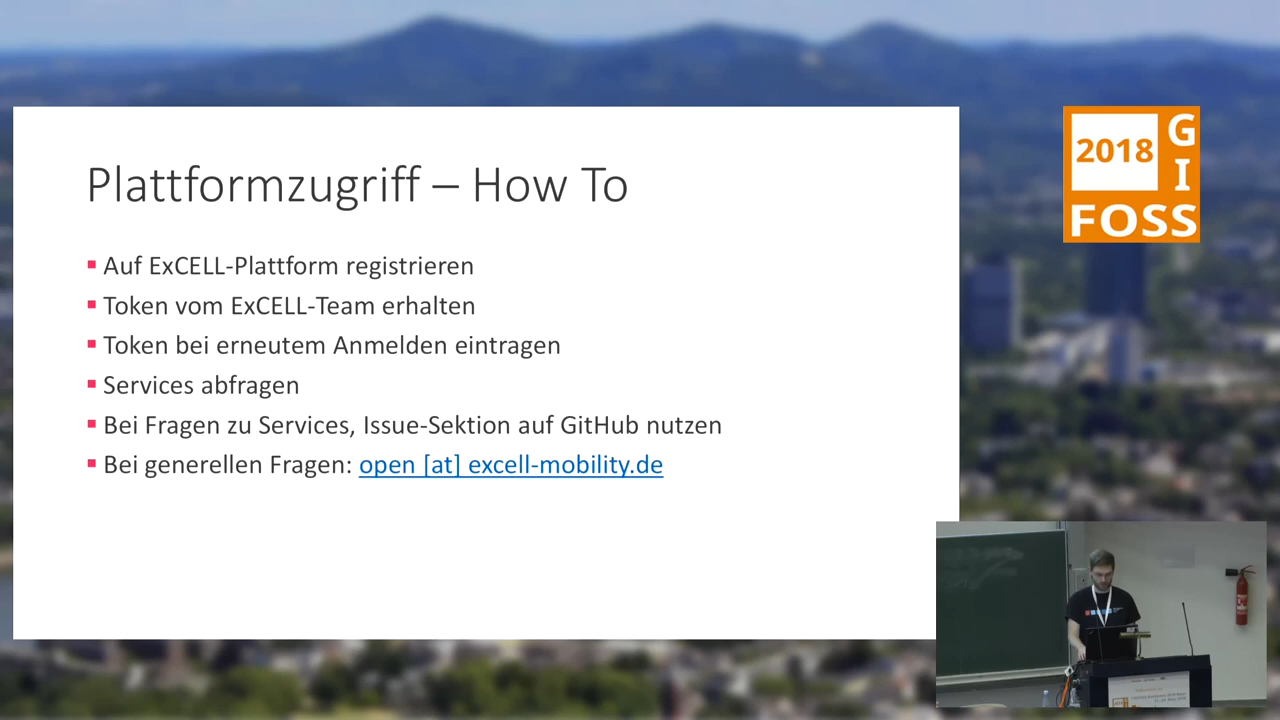 Plattformzugriff – How To
Auf ExCELL-Plattform registrieren
Token vom ExCELL-Team erhalten
Token bei erneutem Anmelden eintragen
Services abfragen
Bei Fragen zu Services, Issue-Sektion auf GitHub nutzen
Bei generellen Fragen: open [at] excell-mobility.de
2018
GI
FOSS